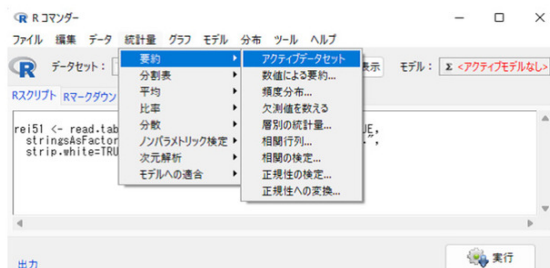 R コマンダー
ファイル 編集 データ 統計量 グラフ モデル 分布 ツール ヘルプ
データセット： 表示 モデル： Σ <アクティブモデルなし>
Rスクリプト Rマークダウン
rei51 <- read.tab UE,
stringsAsFactor ",
strip.white=TRU
要約
分割表
平均
比率
分散
ノンパラメトリック検定
次元解析
モデルへの適合
アクティブデータセット
数値による要約...
頻度分布...
欠測値を数える
層別の統計量...
相関行列...
相関の検定...
正規性の検定...
正規性への変換...
実行
出力